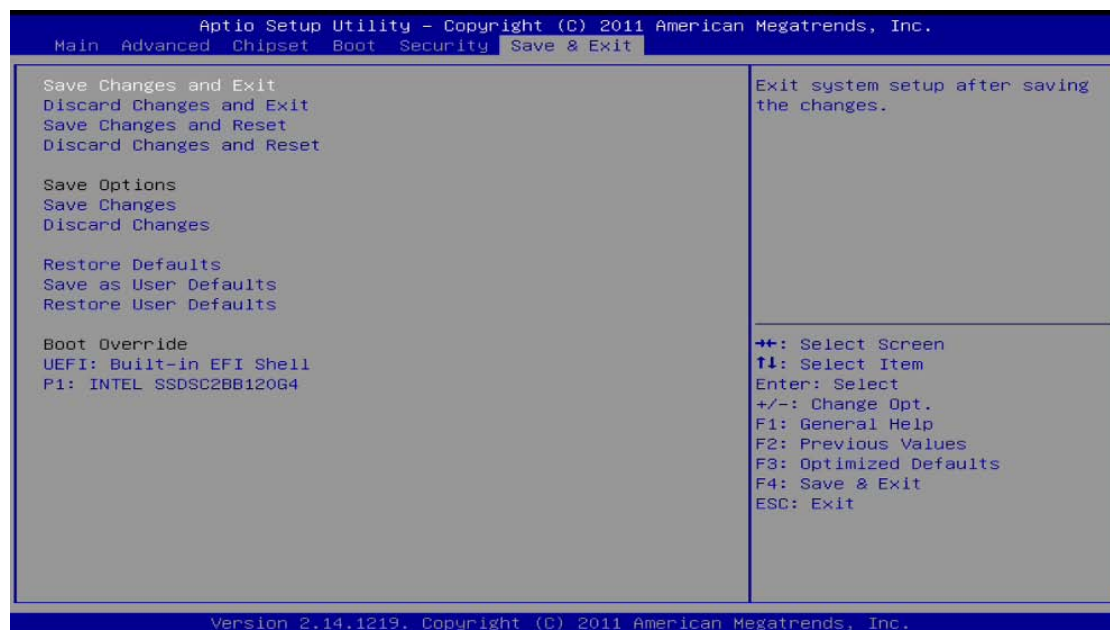 Aptio Setup Utility – Copyright (C) 2011 American Megatrends, Inc.
Main Advanced Chipset Boot Security Save & Exit
Save Changes and Exit
Discard Changes and Exit
Save Changes and Reset
Discard Changes and Reset
Save Options
Save Changes
Discard Changes
Restore Defaults
Save as User Defaults
Restore User Defaults
Boot Override
UEFI: Built-in EFI Shell
P1: INTEL SSDSC2BB120G4
Exit system setup after saving
the changes.
→←: Select Screen
↑↓: Select Item
Enter: Select
+/-: Change Opt.
F1: General Help
F2: Previous Values
F3: Optimized Defaults
F4: Save & Exit
ESC: Exit
Version 2.14.1219. Copyright (C) 2011 American Megatrends, Inc.